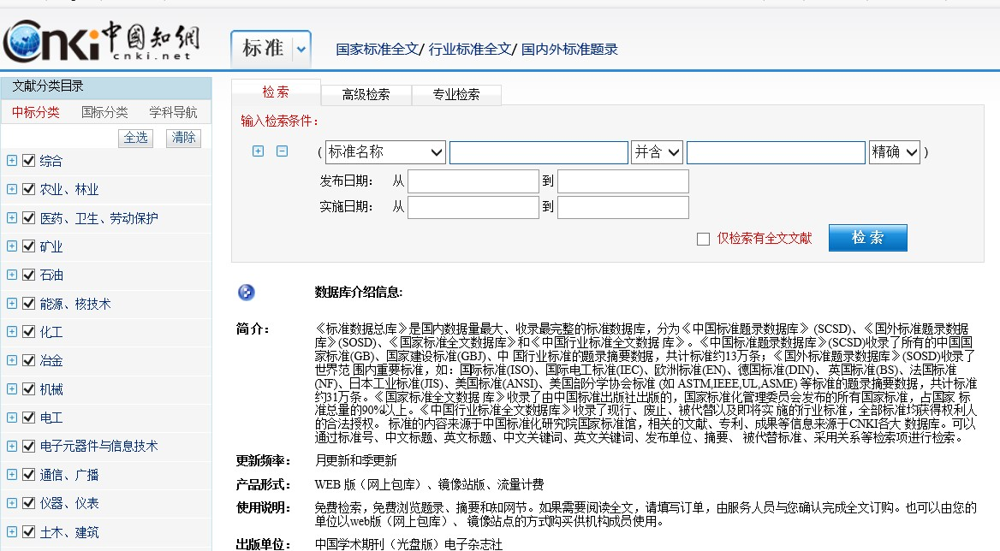 Cnki 中国知網
cnki.net
标准
国家标准全文/ 行业标准全文/ 国内外标准题录
文献分类目录
中标分类 国标分类 学科导航
全选 清除
综合
农业、林业
医药、卫生、劳动保护
矿业
石油
能源、核技术
化工
冶金
机械
电工
电子元器件与信息技术
通信、广播
仪器、仪表
土木、建筑
检索 高级检索 专业检索
输入检索条件：
( 标准名称 并含 精确 )
发布日期： 从 到
实施日期： 从 到
仅检索有全文文献 检索
数据库介绍信息:
简介：
《标准数据总库》是国内数据量最大、收录最完整的标准数据库，分为《中国标准题录数据库》 (SCSD)、《国外标准题录数据
库》(SOSD)、《国家标准全文数据库》和《中国行业标准全文数据 库》。《中国标准题录数据库》(SCSD)收录了所有的中国国
家标准(GB)、国家建设标准(GBJ)、中 国行业标准的题录摘要数据，共计标准约13万条；《国外标准题录数据库》(SOSD)收录了
世界范 围内重要标准，如：国际标准(ISO)、国际电工标准(IEC)、欧洲标准(EN)、德国标准(DIN)、 英国标准(BS)、法国标准
(NF)、日本工业标准(JIS)、美国标准(ANSI)、美国部分学协会标准 (如 ASTM,IEEE,UL,ASME) 等标准的题录摘要数据，共计标准
约31万条。《国家标准全文数据 库》收录了由中国标准出版社出版的，国家标准化管理委员会发布的所有国家标准，占国家 标
准总量的90%以上。《中国行业标准全文数据库》收录了现行、废止、被代替以及即将实 施的行业标准，全部标准均获得权利人
的合法授权。 标准的内容来源于中国标准化研究院国家标准馆，相关的文献、专利、成果等信息来源于CNKI各大 数据库。可以
通过标准号、中文标题、英文标题、中文关键词、英文关键词、发布单位、摘要、 被代替标准、采用关系等检索项进行检索。
更新频率： 月更新和季更新
产品形式： WEB 版（网上包库）、镜像站版、流量计费
使用说明： 免费检索，免费浏览题录、摘要和知网节。如果需要阅读全文，请填写订单，由服务人员与您确认完成全文订购。也可以由您的
单位以web版（网上包库）、 镜像站点的方式购买供机构成员使用。
出版单位： 中国学术期刊（光盘版）电子杂志社